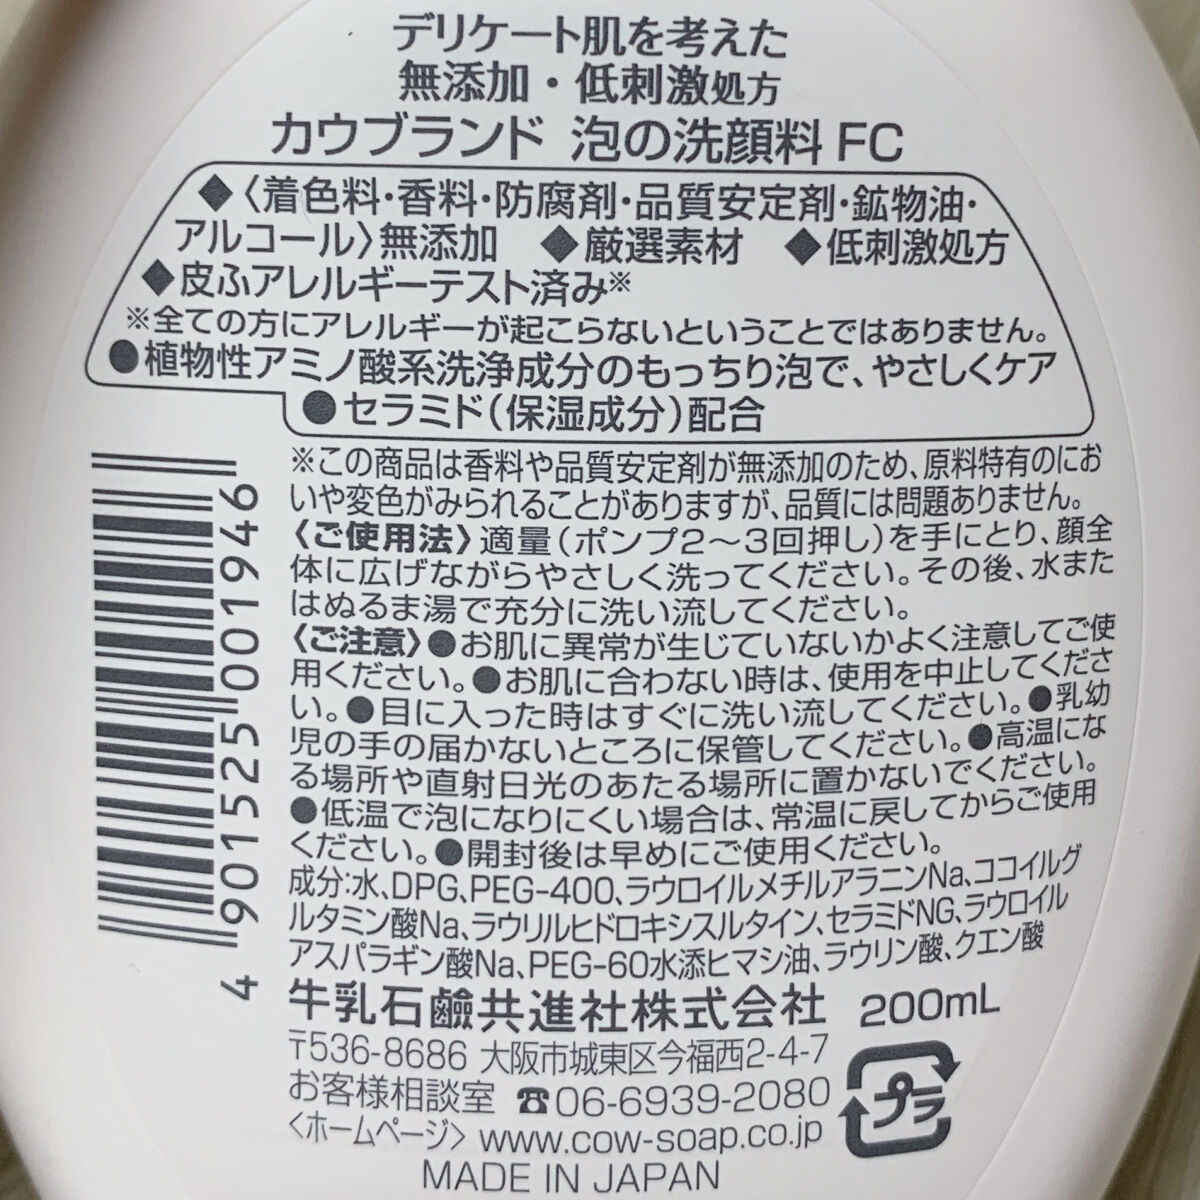 デリケート肌を考えた
無添加・低刺激処方
カウブランド 泡の洗顔料 FC
◆〈着色料・香料・防腐剤・品質安定剤・鉱物油・
アルコール〉無添加 ◆厳選素材 ◆低刺激処方
◆皮ふアレルギーテスト済み※
※全ての方にアレルギーが起こらないということではありません。
●植物性アミノ酸系洗浄成分のもっちり泡で、やさしくケア
●セラミド(保湿成分)配合
※この商品は香料や品質安定剤が無添加のため、原料特有のにお
いや変色がみられることがありますが、品質には問題ありません。
〈ご使用法〉適量(ポンプ2〜3回押し)を手にとり、顔全
体に広げながらやさしく洗ってください。その後、水また
はぬるま湯で充分に洗い流してください。
〈ご注意〉●お肌に異常が生じていないかよく注意してご使
用ください。●お肌に合わない時は、使用を中止してくださ
い。●目に入った時はすぐに洗い流してください。●乳幼
児の手の届かないところに保管してください。●高温にな
る場所や直射日光のあたる場所に置かないでください。
●低温で泡になりにくい場合は、常温に戻してからご使用
ください。●開封後は早めにご使用ください。
成分:水、DPG、PEG-400、ラウロイルメチルアラニンNa、ココイルグ
ルタミン酸Na、ラウリルヒドロキシスルタイン、セラミドNG、ラウロイル
アスパラギン酸Na、PEG-60水添ヒマシ油、ラウリン酸、クエン酸
牛乳石鹼共進社株式会社 200mL
〒536-8686 大阪市城東区今福西2-4-7
お客様相談室 ☎06-6939-2080
〈ホームページ〉www.cow-soap.co.jp
MADE IN JAPAN
プラ
4 901525 001946